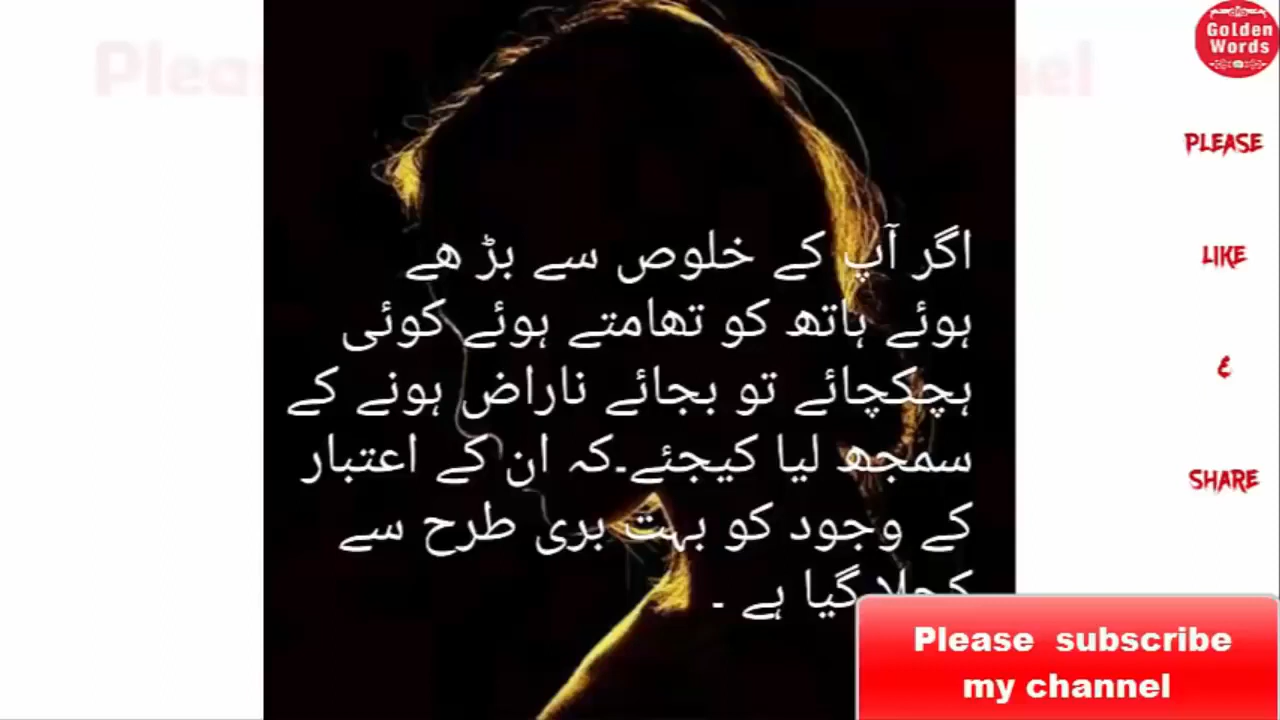 GoLden
Words
PLEASE
LIKE
&
SHARE
اگر آپ کے خلوص سے بڑ ھے
ہوئے ہاتھ کو تھامتے ہوئے کوئی
ہچکچائے تو بجائے ناراض ہونے کے
سمجھ لیا کیجئے۔کہ ان کے اعتبار
کے وجود کو بہت بری طرح سے
کچلا گیا ہے ۔
Please subscribe
my channel